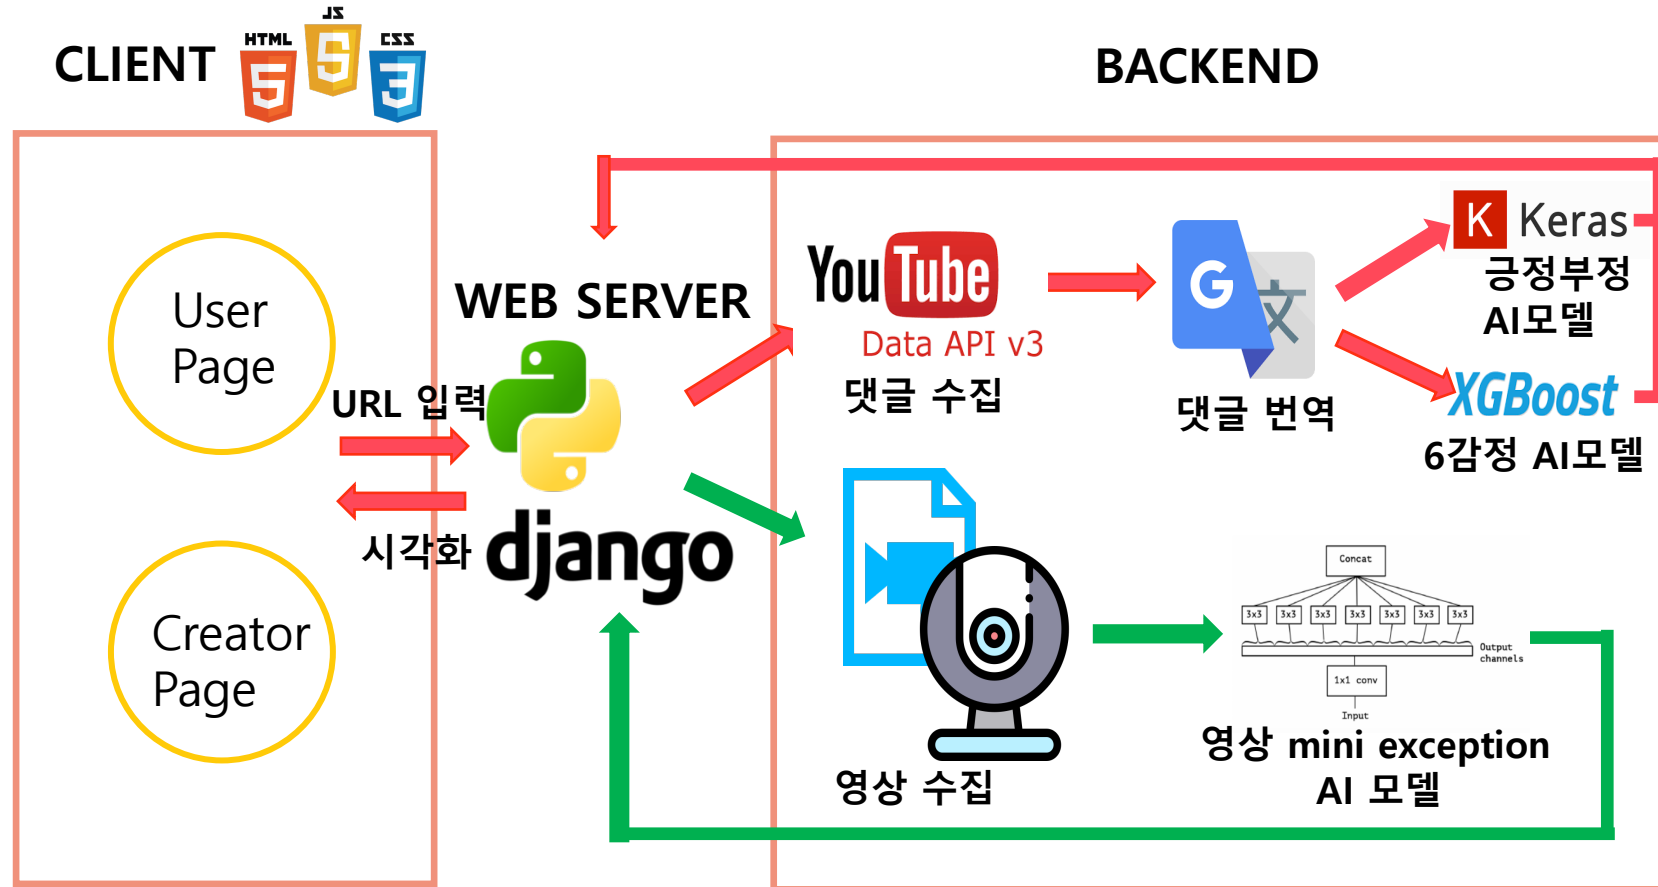 CLIENT
HTML
JS
CSS
BACKEND
User
Page
Creator
Page
URL 입력
시각화
WEB SERVER
django
YouTube
Data API v3
댓글 수집
G
文
댓글 번역
K Keras
긍정부정
AI모델
XGBoost
6감정 AI모델
영상 수집
Concat
3x3 3x3 3x3 3x3 3x3 3x3 3x3
Output
channels
1x1 conv
Input
영상 mini exception
AI 모델